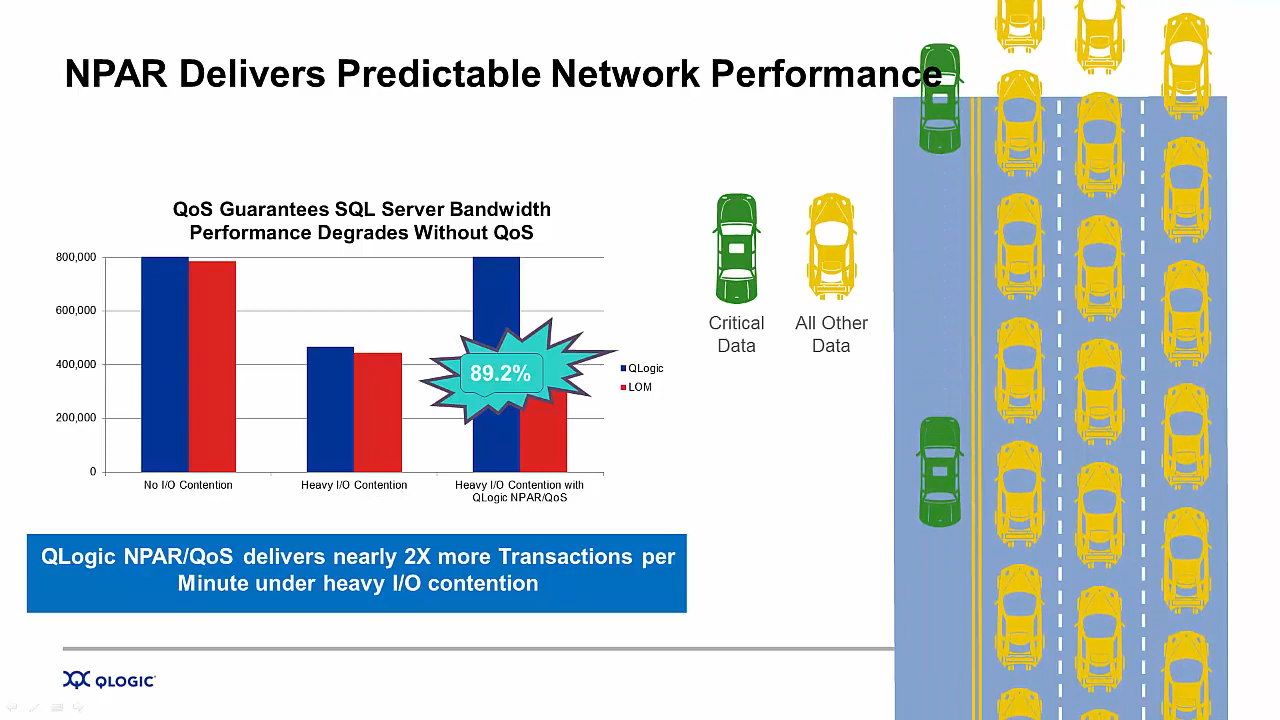 NPAR Delivers Predictable Network Performance
QoS Guarantees SQL Server Bandwidth
Performance Degrades Without QoS
800,000
600,000
400,000
200,000
0
89.2%
QLogic
LOM
No I/O Contention
Heavy I/O Contention
Heavy I/O Contention with
QLogic NPAR/QoS
Critical
Data
All Other
Data
QLogic NPAR/QoS delivers nearly 2X more Transactions per
Minute under heavy I/O contention
QLOGIC